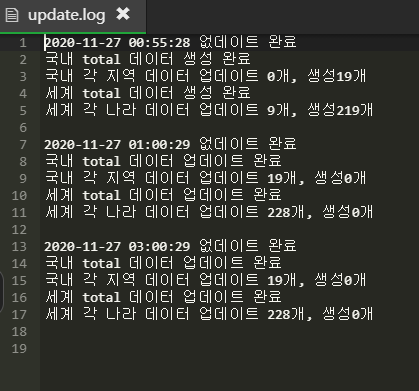 update.log
1 2020-11-27 00:55:28 없데이트 완료
2 국내 total 데이터 생성 완료
3 국내 각 지역 데이터 업데이트 0개, 생성19개
4 세계 total 데이터 생성 완료
5 세계 각 나라 데이터 업데이트 9개, 생성219개
6
7 2020-11-27 01:00:29 없데이트 완료
8 국내 total 데이터 업데이트 완료
9 국내 각 지역 데이터 업데이트 19개, 생성0개
10 세계 total 데이터 업데이트 완료
11 세계 각 나라 데이터 업데이트 228개, 생성0개
12
13 2020-11-27 03:00:29 없데이트 완료
14 국내 total 데이터 업데이트 완료
15 국내 각 지역 데이터 업데이트 19개, 생성0개
16 세계 total 데이터 업데이트 완료
17 세계 각 나라 데이터 업데이트 228개, 생성0개
18
19